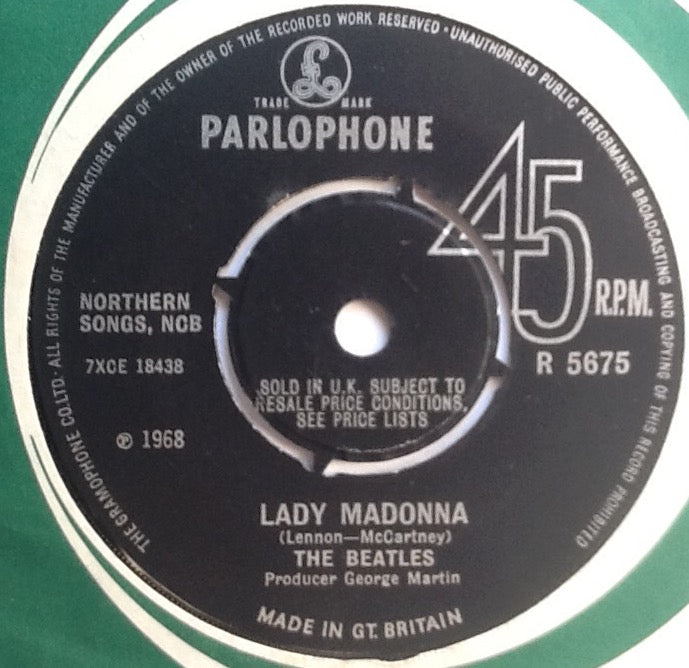 THE GRAMOPHONE CO. LTD. · ALL RIGHTS OF THE MANUFACTURER AND OF THE OWNER OF THE RECORDED WORK RESERVED · UNAUTHORISED PUBLIC PERFORMANCE BROADCASTING AND COPYING OF THIS RECORD PROHIBITED
£
TRADE MARK
PARLOPHONE
45
R.P.M.
NORTHERN
SONGS, NCB
7XCE 18438
R 5675
SOLD IN U.K. SUBJECT TO
RESALE PRICE CONDITIONS,
SEE PRICE LISTS
℗ 1968
LADY MADONNA
(Lennon—McCartney)
THE BEATLES
Producer George Martin
MADE IN GT. BRITAIN